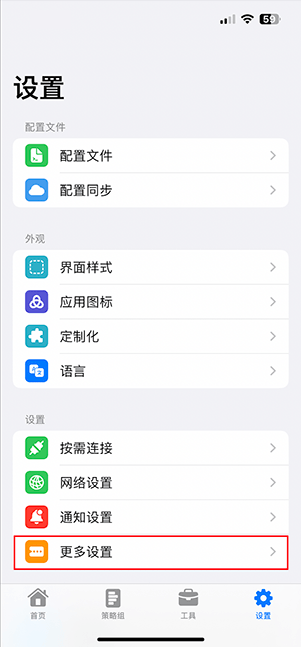 59
设置
配置文件
配置文件
配置同步
外观
界面样式
应用图标
定制化
语言
设置
按需连接
网络设置
通知设置
更多设置
首页
策略组
工具
设置